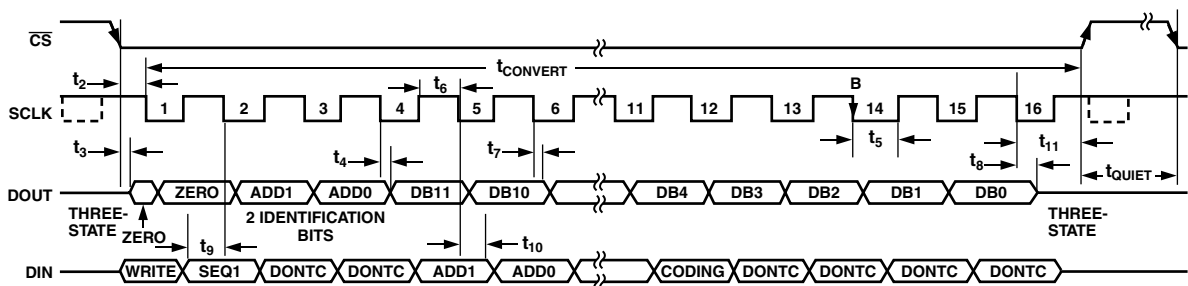 CS
t2
tCONVERT
t6
B
SCLK
1 2 3 4 5 6 11 12 13 14 15 16
t3
t4
t7
t5
t8
t11
tQUIET
DOUT
ZERO ADD1 ADD0 DB11 DB10 DB4 DB3 DB2 DB1 DB0
THREE-
STATE
ZERO
2 IDENTIFICATION
BITS
THREE-
STATE
t9
t10
DIN
WRITE SEQ1 DONTC DONTC ADD1 ADD0 CODING DONTC DONTC DONTC DONTC